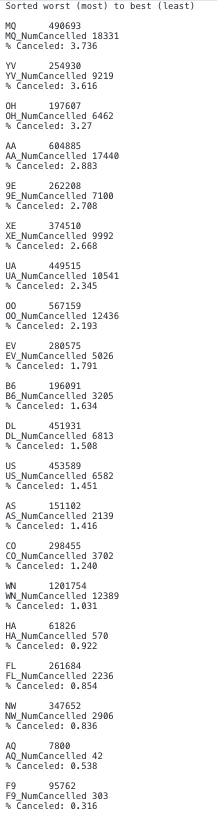 Sorted worst (most) to best (least)
MQ 490693
MQ_NumCancelled 18331
% Canceled: 3.736
YV 254930
YV_NumCancelled 9219
% Canceled: 3.616
OH 197607
OH_NumCancelled 6462
% Canceled: 3.27
AA 604885
AA_NumCancelled 17440
% Canceled: 2.883
9E 262208
9E_NumCancelled 7100
% Canceled: 2.708
XE 374510
XE_NumCancelled 9992
% Canceled: 2.668
UA 449515
UA_NumCancelled 10541
% Canceled: 2.345
OO 567159
OO_NumCancelled 12436
% Canceled: 2.193
EV 280575
EV_NumCancelled 5026
% Canceled: 1.791
B6 196091
B6_NumCancelled 3205
% Canceled: 1.634
DL 451931
DL_NumCancelled 6813
% Canceled: 1.508
US 453589
US_NumCancelled 6582
% Canceled: 1.451
AS 151102
AS_NumCancelled 2139
% Canceled: 1.416
CO 298455
CO_NumCancelled 3702
% Canceled: 1.240
WN 1201754
WN_NumCancelled 12389
% Canceled: 1.031
HA 61826
HA_NumCancelled 570
% Canceled: 0.922
FL 261684
FL_NumCancelled 2236
% Canceled: 0.854
NW 347652
NW_NumCancelled 2906
% Canceled: 0.836
AQ 7800
AQ_NumCancelled 42
% Canceled: 0.538
F9 95762
F9_NumCancelled 303
% Canceled: 0.316